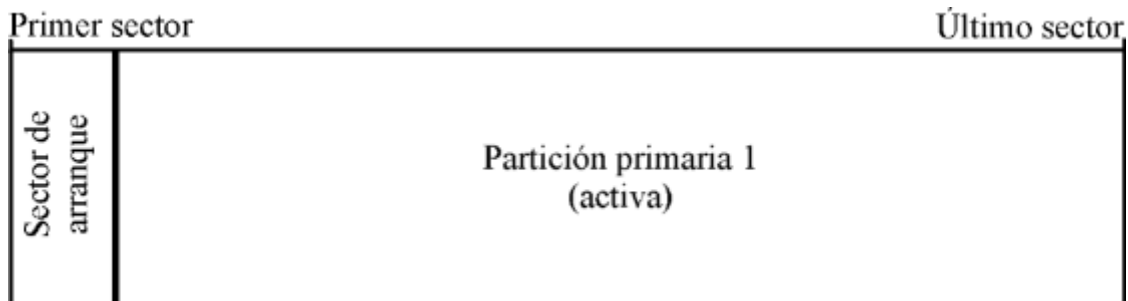 Primer sector
Último sector
Sector de
arranque
Partición primaria 1
(activa)